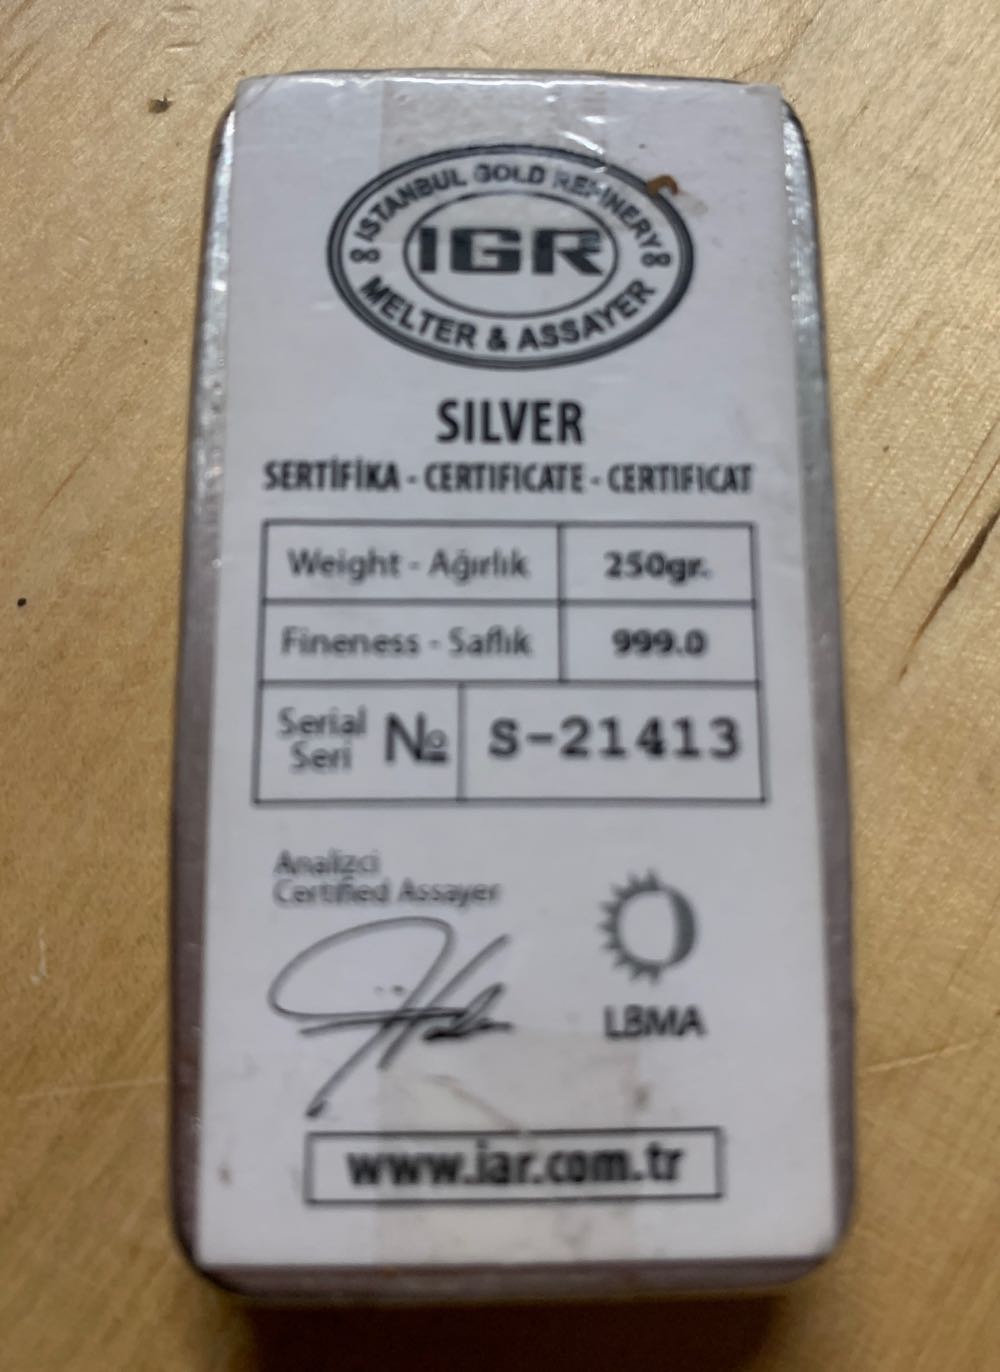 ISTANBUL GOLD REFINERY
IGR
MELTER & ASSAYER
SILVER
SERTİFİKA - CERTIFICATE - CERTIFICAT
Weight - Ağırlık 250gr.
Fineness - Saflık 999.0
Serial
Seri № S-21413
Analizci
Certified Assayer
LBMA
www.iar.com.tr